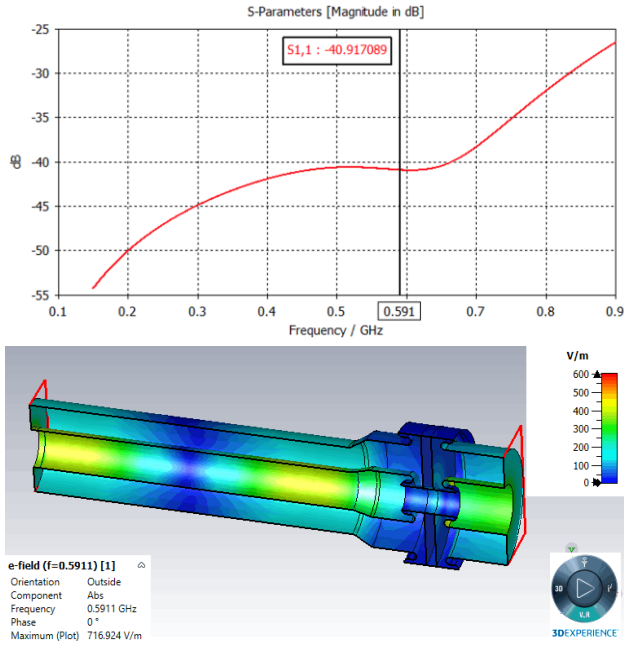 S-Parameters [Magnitude in dB]
-25
-30
-35
-40
-45
-50
-55
dB
S1,1 : -40.917089
0.1 0.2 0.3 0.4 0.5 0.591 0.7 0.8 0.9
Frequency / GHz
V/m
600
500
400
300
200
100
0
e-field (f=0.5911) [1]
Orientation Outside
Component Abs
Frequency 0.5911 GHz
Phase 0 °
Maximum (Plot) 716.924 V/m
3D
V.R
3DEXPERIENCE